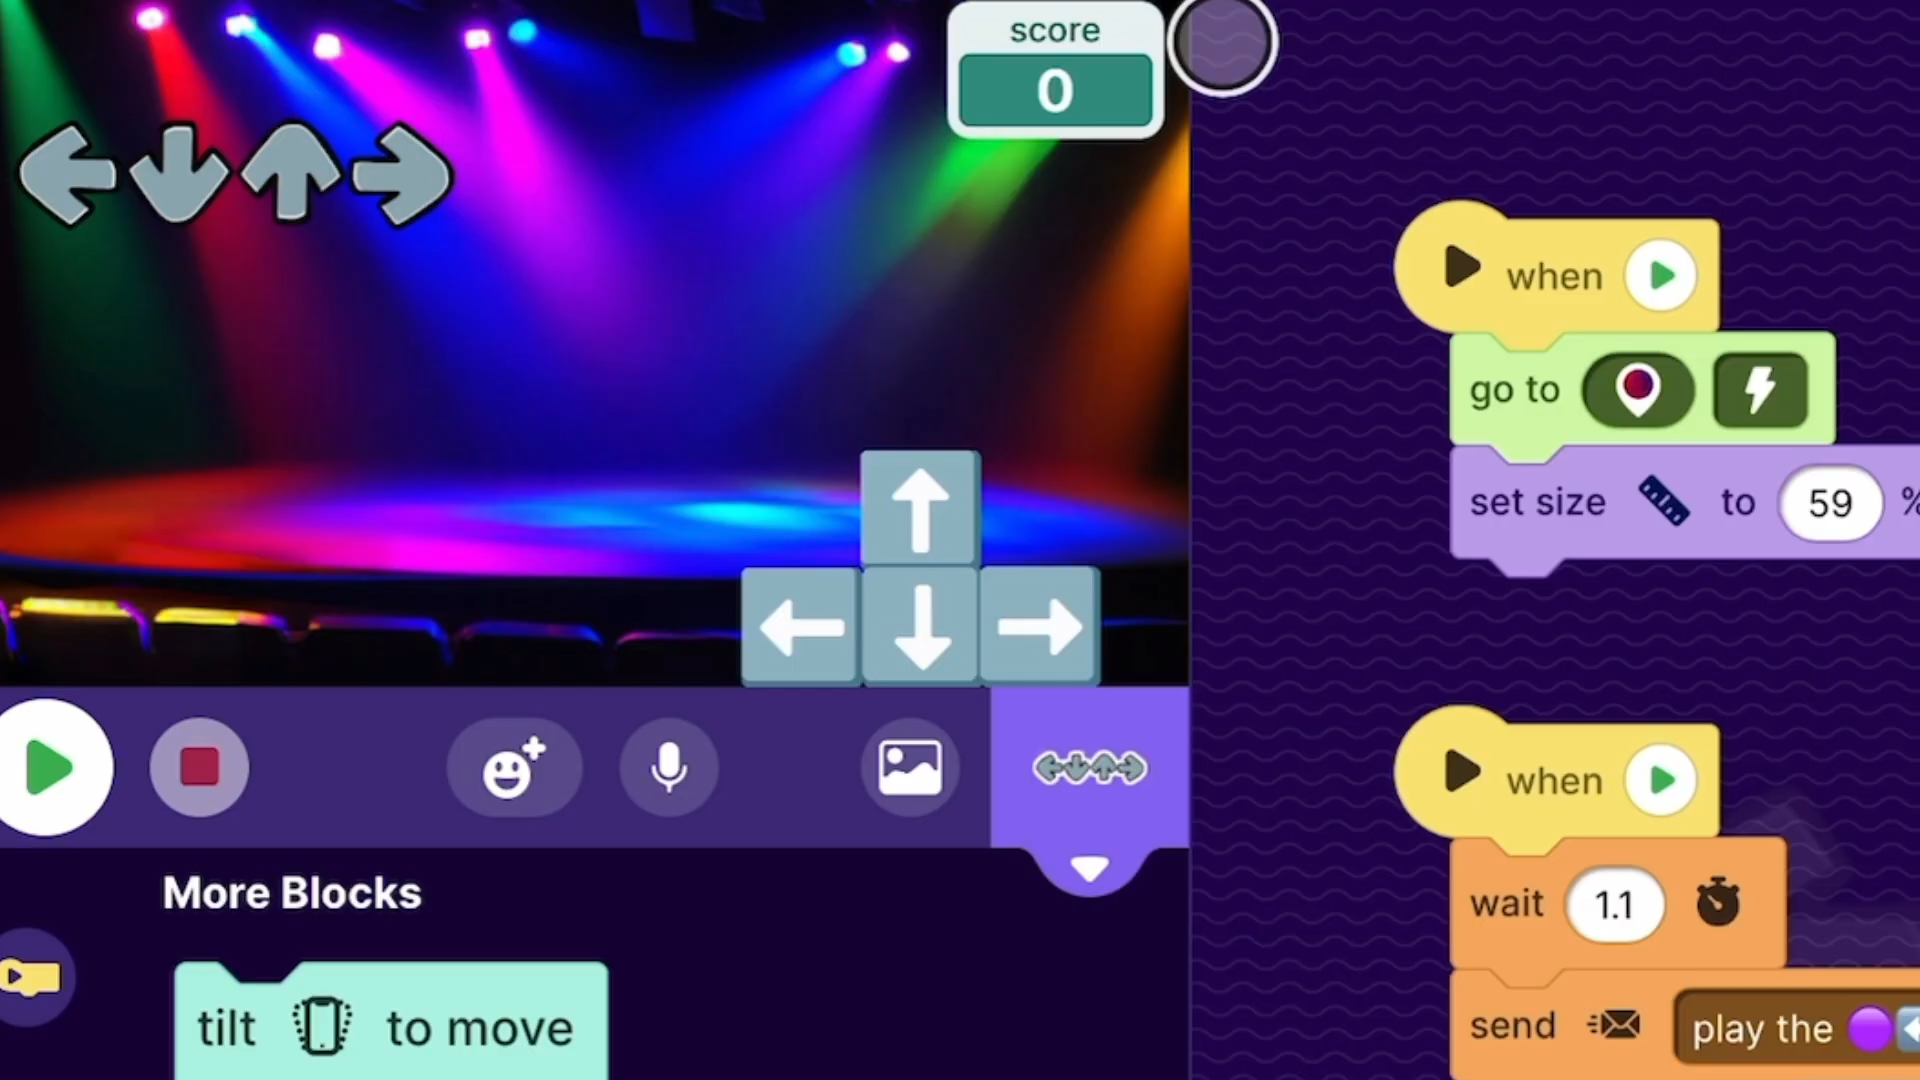 score
0
when
go to
set size to 59 %
when
wait 1.1
send play the
More Blocks
tilt to move